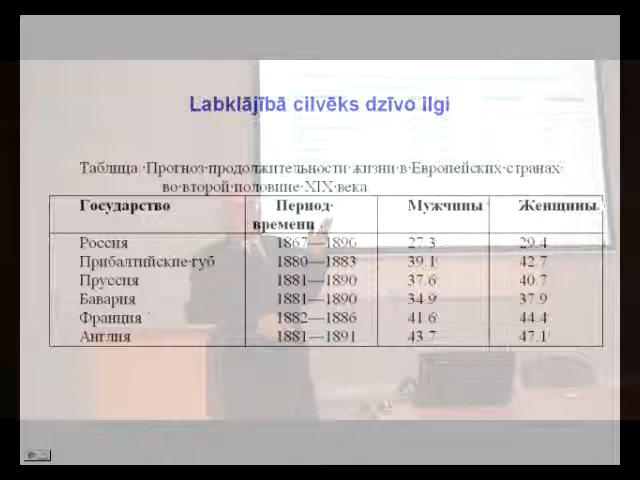 Labklājībā cilvēks dzīvo ilgi
Таблица. Прогноз продолжительности жизни в Европейских странах
во второй половине XIX века
Государство Период времени Мужчины Женщины
Россия 1867—1896 27.3 29.4
Прибалтийские губ 1880—1883 39.1 42.7
Пруссия 1881—1890 37.6 40.7
Бавария 1881—1890 34.9 37.9
Франция 1882—1886 41.6 44.4
Англия 1881—1891 43.7 47.1